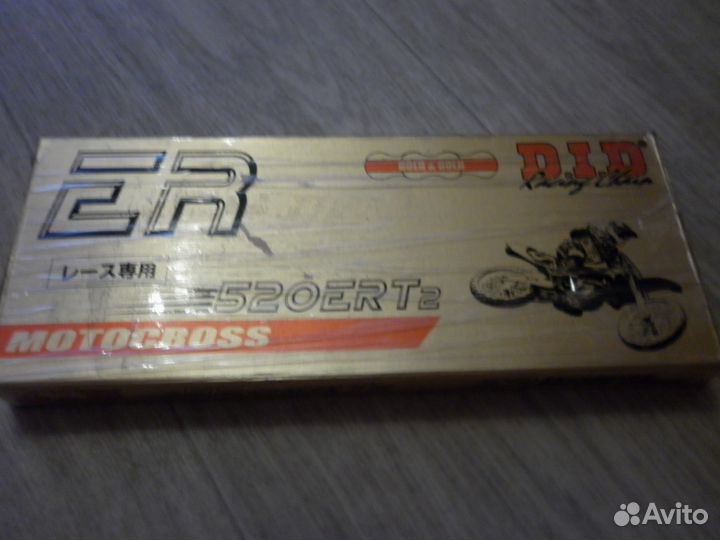 ER
GOLD & GOLD
D.I.D
Racing Chain
レース専用
520ERT2
MOTOCROSS
Avito